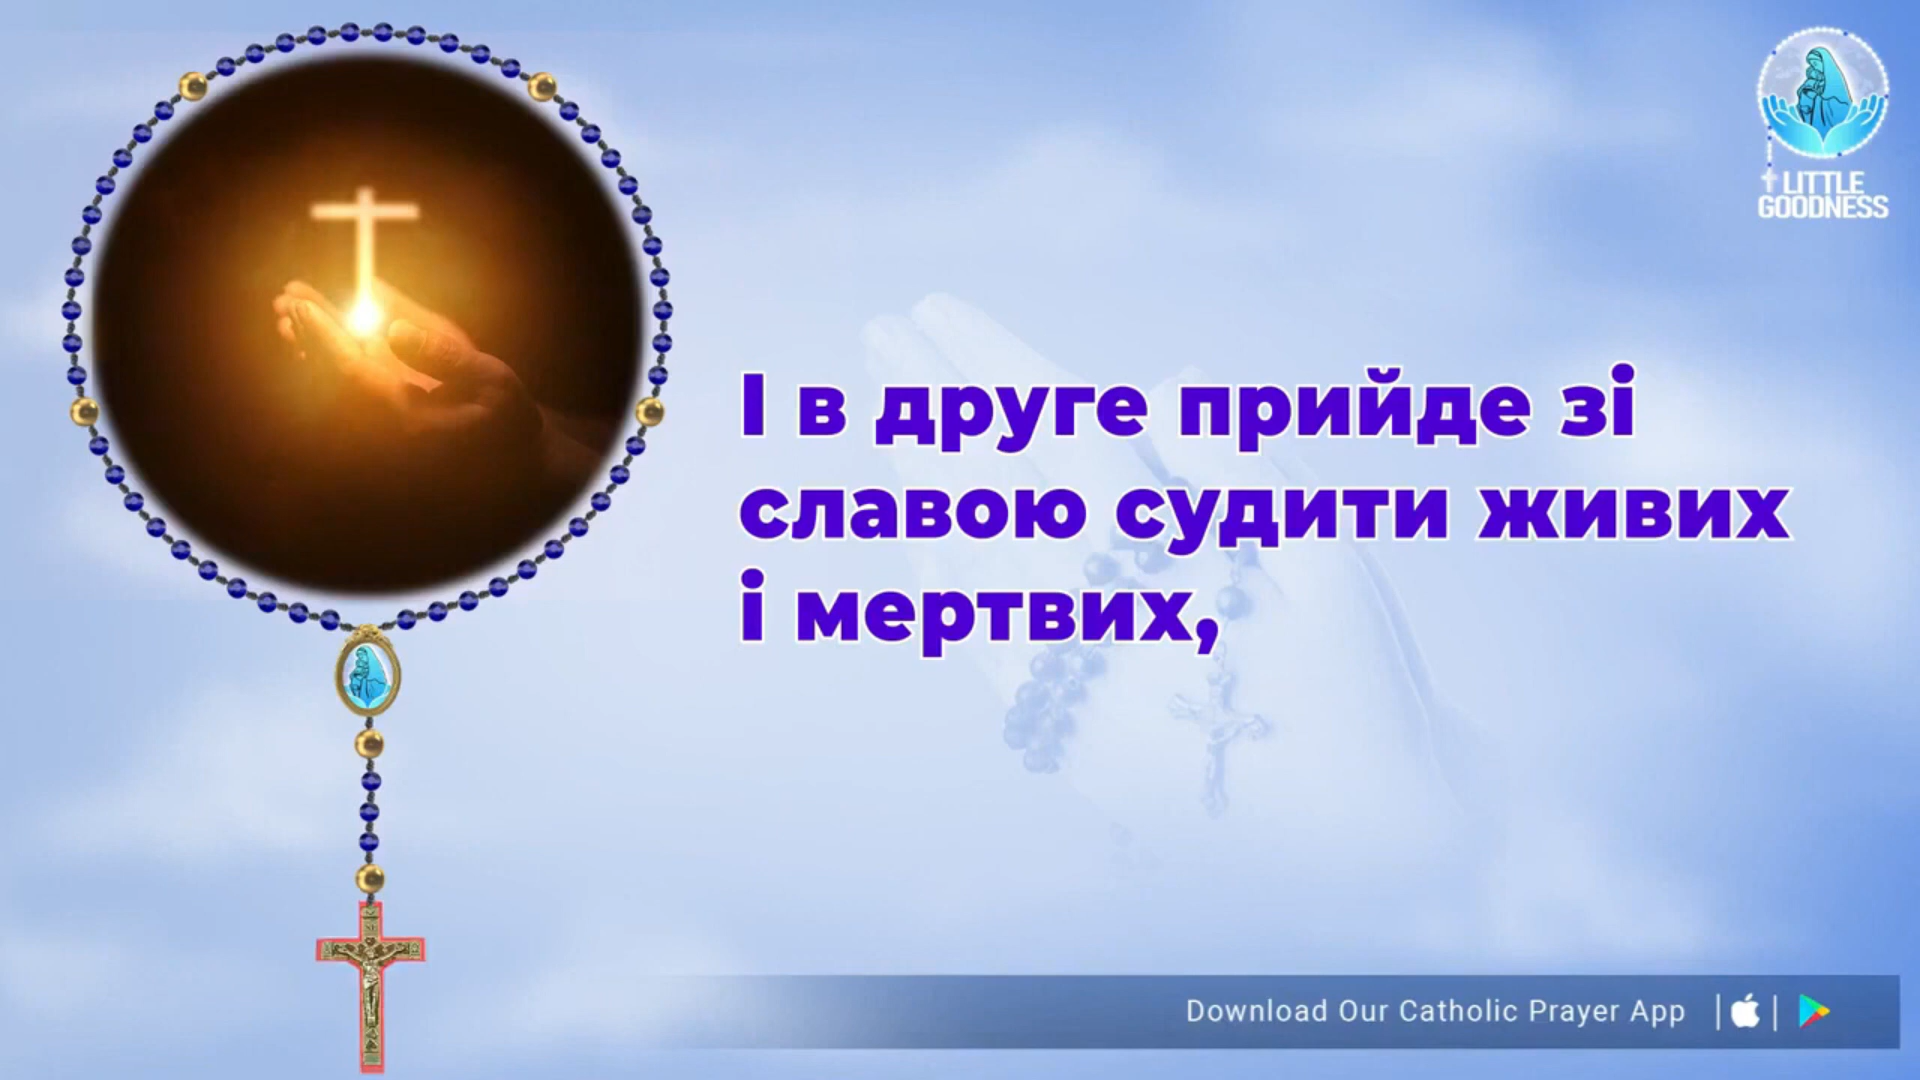 LITTLE
GOODNESS
І в друге прийде зі
славою судити живих
і мертвих,
Download Our Catholic Prayer App